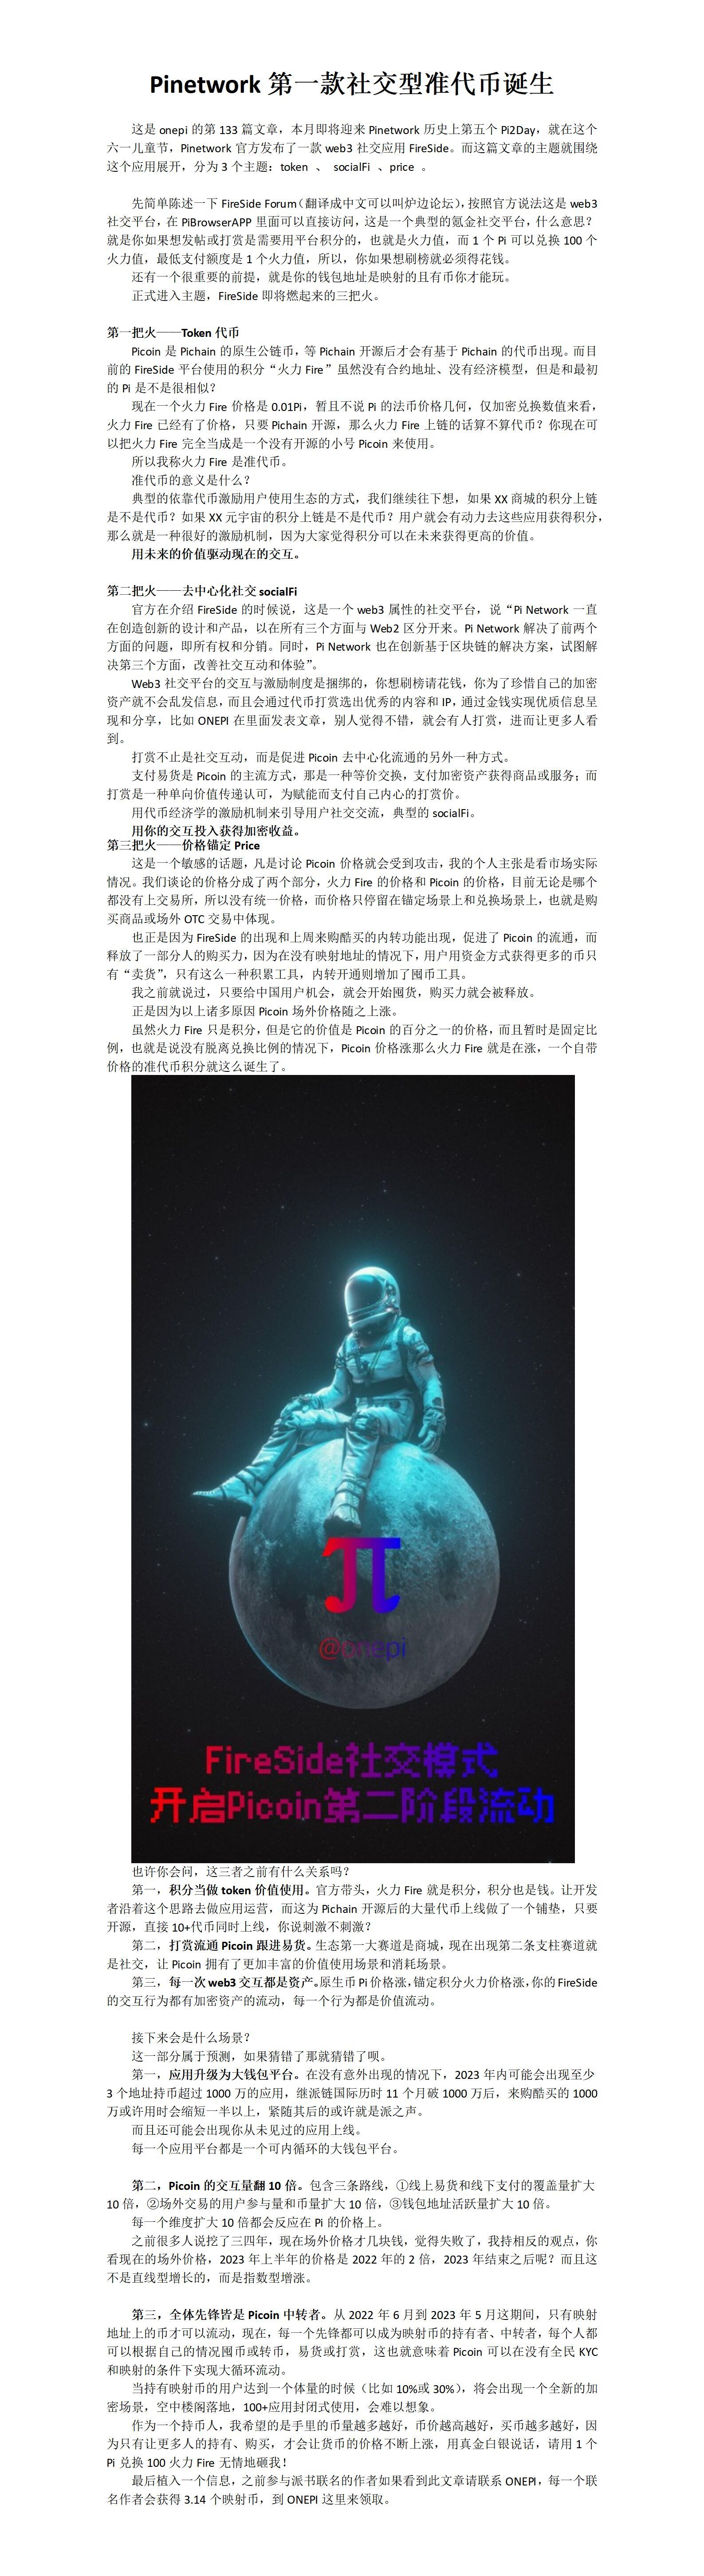 Pinetwork 第一款社交型准代币诞生
这是 onepi 的第 133 篇文章，本月即将迎来 Pinetwork 历史上第五个 Pi2Day，就在这个
六一儿童节，Pinetwork 官方发布了一款 web3 社交应用 FireSide。而这篇文章的主题就围绕
这个应用展开，分为 3 个主题：token 、 socialFi 、price 。
先简单陈述一下 FireSide Forum（翻译成中文可以叫炉边论坛），按照官方说法这是 web3
社交平台，在 PiBrowserAPP 里面可以直接访问，这是一个典型的氪金社交平台，什么意思？
就是你如果想发帖或打赏是需要用平台积分的，也就是火力值，而 1 个 Pi 可以兑换 100 个
火力值，最低支付额度是 1 个火力值，所以，你如果想刷榜就必须得花钱。
还有一个很重要的前提，就是你的钱包地址是映射的且有币你才能玩。
正式进入主题，FireSide 即将燃起来的三把火。
第一把火——Token 代币
Picoin 是 Pichain 的原生公链币，等 Pichain 开源后才会有基于 Pichain 的代币出现。而目
前的 FireSide 平台使用的积分“火力 Fire”虽然没有合约地址、没有经济模型，但是和最初
的 Pi 是不是很相似？
现在一个火力 Fire 价格是 0.01Pi，暂且不说 Pi 的法币价格几何，仅加密兑换数值来看，
火力 Fire 已经有了价格，只要 Pichain 开源，那么火力 Fire 上链的话算不算代币？你现在可
以把火力 Fire 完全当成是一个没有开源的小号 Picoin 来使用。
所以我称火力 Fire 是准代币。
准代币的意义是什么？
典型的依靠代币激励用户使用生态的方式，我们继续往下想，如果 XX 商城的积分上链
是不是代币？如果 XX 元宇宙的积分上链是不是代币？用户就会有动力去这些应用获得积分，
那么就是一种很好的激励机制，因为大家觉得积分可以在未来获得更高的价值。
用未来的价值驱动现在的交互。
第二把火——去中心化社交 socialFi
官方在介绍 FireSide 的时候说，这是一个 web3 属性的社交平台，说“Pi Network 一直
在创造创新的设计和产品，以在所有三个方面与 Web2 区分开来。Pi Network 解决了前两个
方面的问题，即所有权和分销。同时，Pi Network 也在创新基于区块链的解决方案，试图解
决第三个方面，改善社交互动和体验”。
Web3 社交平台的交互与激励制度是捆绑的，你想刷榜请花钱，你为了珍惜自己的加密
资产就不会乱发信息，而且会通过代币打赏选出优秀的内容和 IP，通过金钱实现优质信息呈
现和分享，比如 ONEPI 在里面发表文章，别人觉得不错，就会有人打赏，进而让更多人看
到。
打赏不止是社交互动，而是促进 Picoin 去中心化流通的另外一种方式。
支付易货是 Picoin 的主流方式，那是一种等价交换，支付加密资产获得商品或服务；而
打赏是一种单向价值传递认可，为赋能而支付自己内心的打赏价。
用代币经济学的激励机制来引导用户社交交流，典型的 socialFi。
用你的交互投入获得加密收益。
第三把火——价格锚定 Price
这是一个敏感的话题，凡是讨论 Picoin 价格就会受到攻击，我的个人主张是看市场实际
情况。我们谈论的价格分成了两个部分，火力 Fire 的价格和 Picoin 的价格，目前无论是哪个
都没有上交易所，所以没有统一价格，而价格只停留在锚定场景上和兑换场景上，也就是购
买商品或场外 OTC 交易中体现。
也正是因为 FireSide 的出现和上周来购酷买的内转功能出现，促进了 Picoin 的流通，而
释放了一部分人的购买力，因为在没有映射地址的情况下，用户用资金方式获得更多的币只
有“卖货”，只有这么一种积累工具，内转开通则增加了囤币工具。
我之前就说过，只要给中国用户机会，就会开始囤货，购买力就会被释放。
正是因为以上诸多原因 Picoin 场外价格随之上涨。
虽然火力 Fire 只是积分，但是它的价值是 Picoin 的百分之一的价格，而且暂时是固定比
例，也就是说没有脱离兑换比例的情况下，Picoin 价格涨那么火力 Fire 就是在涨，一个自带
价格的准代币积分就这么诞生了。
π
@onepi
FireSide社交模式
开启Picoin第二阶段流动
也许你会问，这三者之前有什么关系吗？
第一，积分当做 token 价值使用。官方带头，火力 Fire 就是积分，积分也是钱。让开发
者沿着这个思路去做应用运营，而这为 Pichain 开源后的大量代币上线做了一个铺垫，只要
开源，直接 10+代币同时上线，你说刺激不刺激？
第二，打赏流通 Picoin 跟进易货。生态第一大赛道是商城，现在出现第二条支柱赛道就
是社交，让 Picoin 拥有了更加丰富的价值使用场景和消耗场景。
第三，每一次 web3 交互都是资产。原生币 Pi 价格涨，锚定积分火力价格涨，你的 FireSide
的交互行为都有加密资产的流动，每一个行为都是价值流动。
接下来会是什么场景？
这一部分属于预测，如果猜错了那就猜错了呗。
第一，应用升级为大钱包平台。在没有意外出现的情况下，2023 年内可能会出现至少
3 个地址持币超过 1000 万的应用，继派链国际历时 11 个月破 1000 万后，来购酷买的 1000
万或许用时会缩短一半以上，紧随其后的或许就是派之声。
而且还可能会出现你从未见过的应用上线。
每一个应用平台都是一个可内循环的大钱包平台。
第二，Picoin 的交互量翻 10 倍。包含三条路线，①线上易货和线下支付的覆盖量扩大
10 倍，②场外交易的用户参与量和币量扩大 10 倍，③钱包地址活跃量扩大 10 倍。
每一个维度扩大 10 倍都会反应在 Pi 的价格上。
之前很多人说挖了三四年，现在场外价格才几块钱，觉得失败了，我持相反的观点，你
看现在的场外价格，2023 年上半年的价格是 2022 年的 2 倍，2023 年结束之后呢？而且这
不是直线型增长的，而是指数型增涨。
第三，全体先锋皆是 Picoin 中转者。从 2022 年 6 月到 2023 年 5 月这期间，只有映射
地址上的币才可以流动，现在，每一个先锋都可以成为映射币的持有者、中转者，每个人都
可以根据自己的情况囤币或转币，易货或打赏，这也就意味着 Picoin 可以在没有全民 KYC
和映射的条件下实现大循环流动。
当持有映射币的用户达到一个体量的时候（比如 10%或 30%），将会出现一个全新的加
密场景，空中楼阁落地，100+应用封闭式使用，会难以想象。
作为一个持币人，我希望的是手里的币量越多越好，币价越高越好，买币越多越好，因
为只有让更多人的持有、购买，才会让货币的价格不断上涨，用真金白银说话，请用 1 个
Pi 兑换 100 火力 Fire 无情地砸我！
最后植入一个信息，之前参与派书联名的作者如果看到此文章请联系 ONEPI，每一个联
名作者会获得 3.14 个映射币，到 ONEPI 这里来领取。